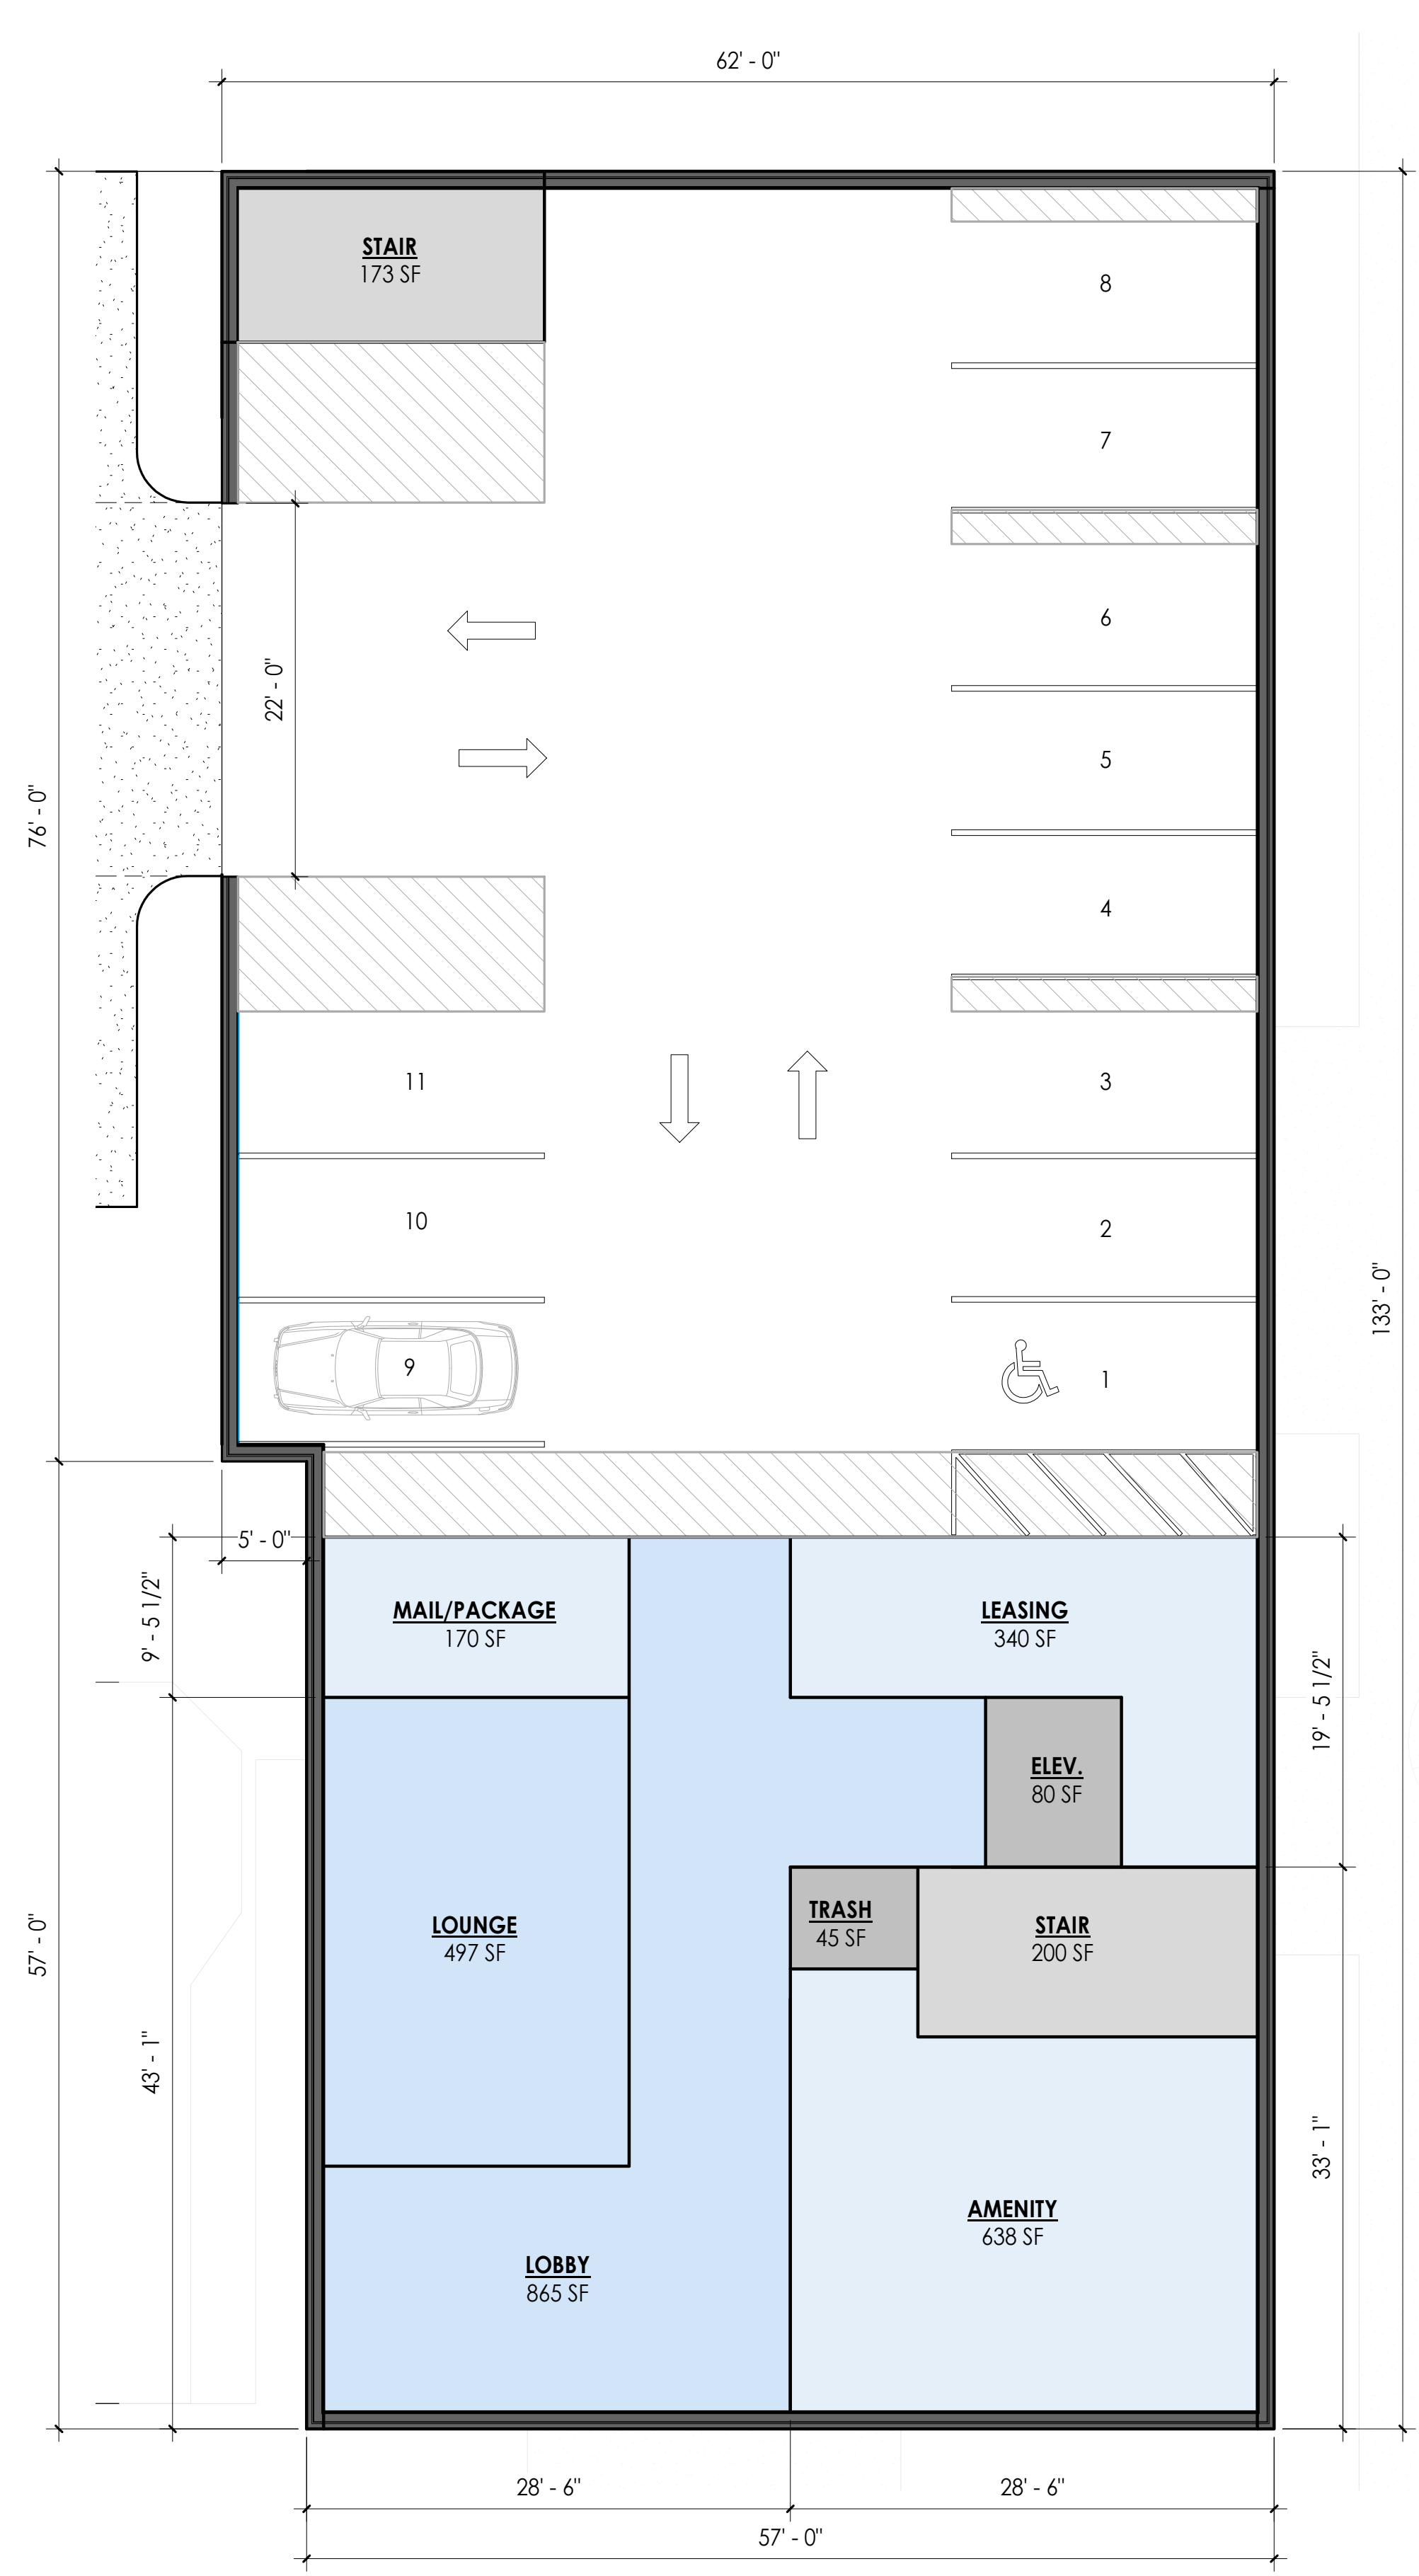 62' - 0"
STAIR
173 SF
8
7
6
22' - 0"
5
76' - 0"
4
11
3
10
2
133' - 0"
9
1
5' - 0"
9' - 5 1/2"
MAIL/PACKAGE
170 SF
LEASING
340 SF
19' - 5 1/2"
ELEV.
80 SF
TRASH
45 SF
LOUNGE
497 SF
STAIR
200 SF
57' - 0"
43' - 1"
33' - 1"
AMENITY
638 SF
LOBBY
865 SF
28' - 6"
28' - 6"
57' - 0"